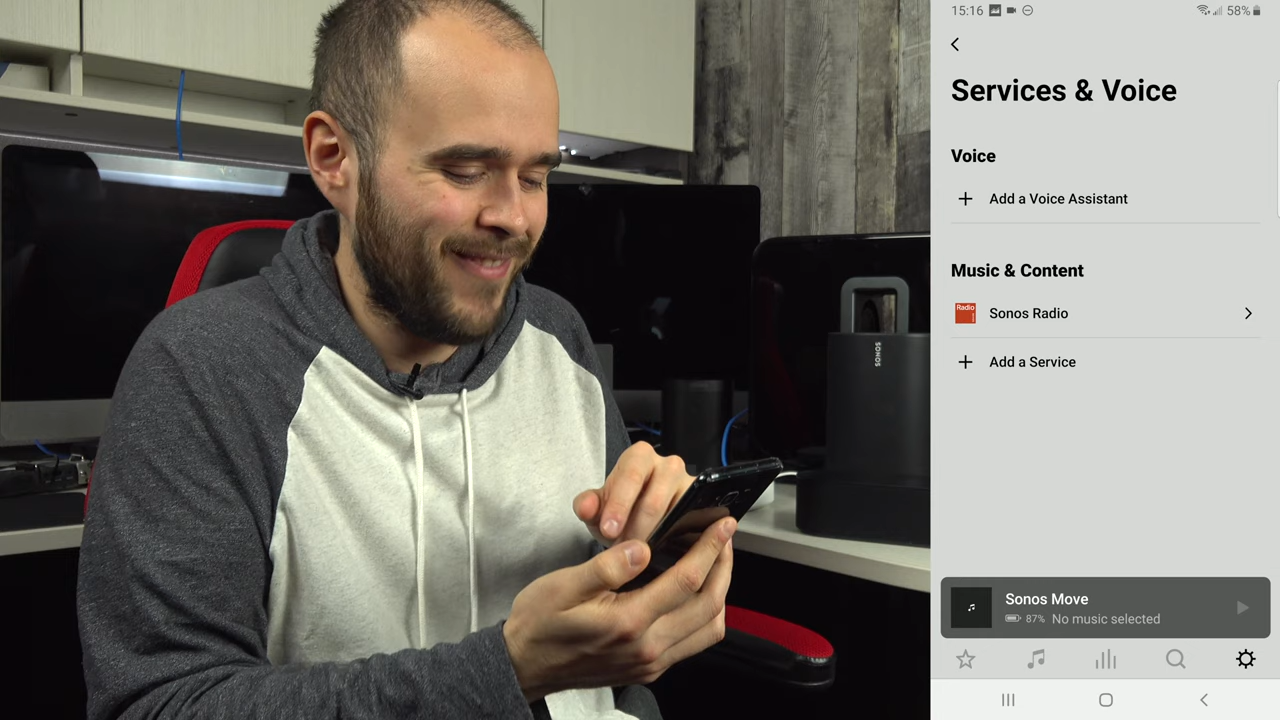 15:16
58%
Services & Voice
Voice
Add a Voice Assistant
Music & Content
Radio
Sonos Radio
Add a Service
SONOS
Sonos Move
87% No music selected